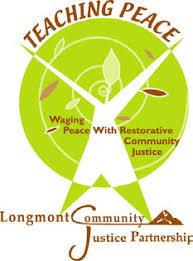 TEACHING PEACE
Waging
Peace With Restorative
Community
Justice
Longmont Community
Justice Partnership